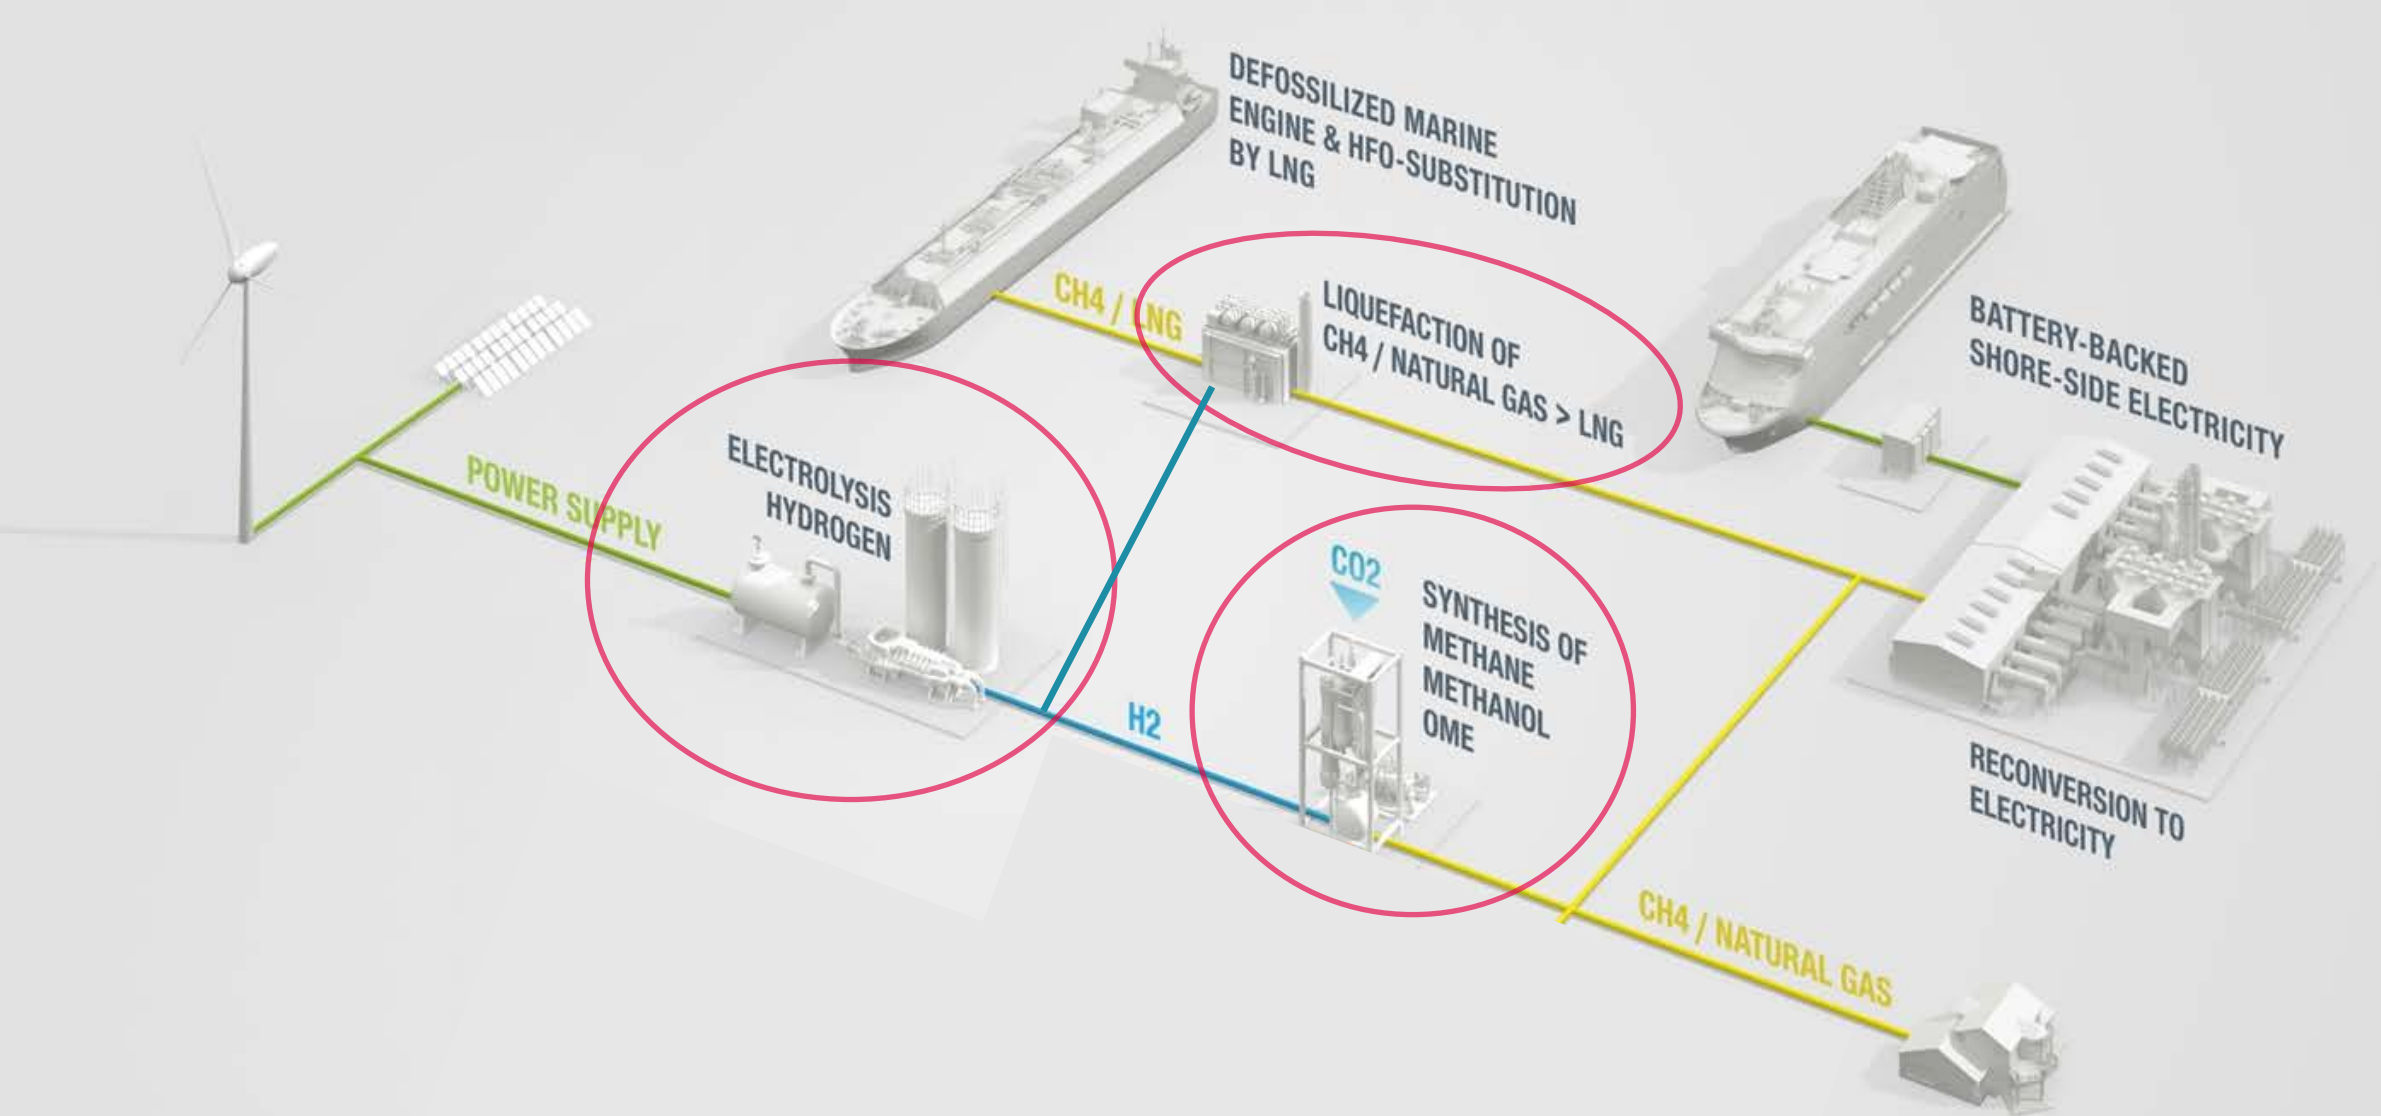 DEFOSSILIZED MARINE
ENGINE & HFO-SUBSTITUTION
BY LNG
CH4 / LNG
LIQUEFACTION OF
CH4 / NATURAL GAS > LNG
BATTERY-BACKED
SHORE-SIDE ELECTRICITY
POWER SUPPLY
ELECTROLYSIS
HYDROGEN
CO2
SYNTHESIS OF
METHANE
METHANOL
OME
H2
RECONVERSION TO
ELECTRICITY
CH4 / NATURAL GAS